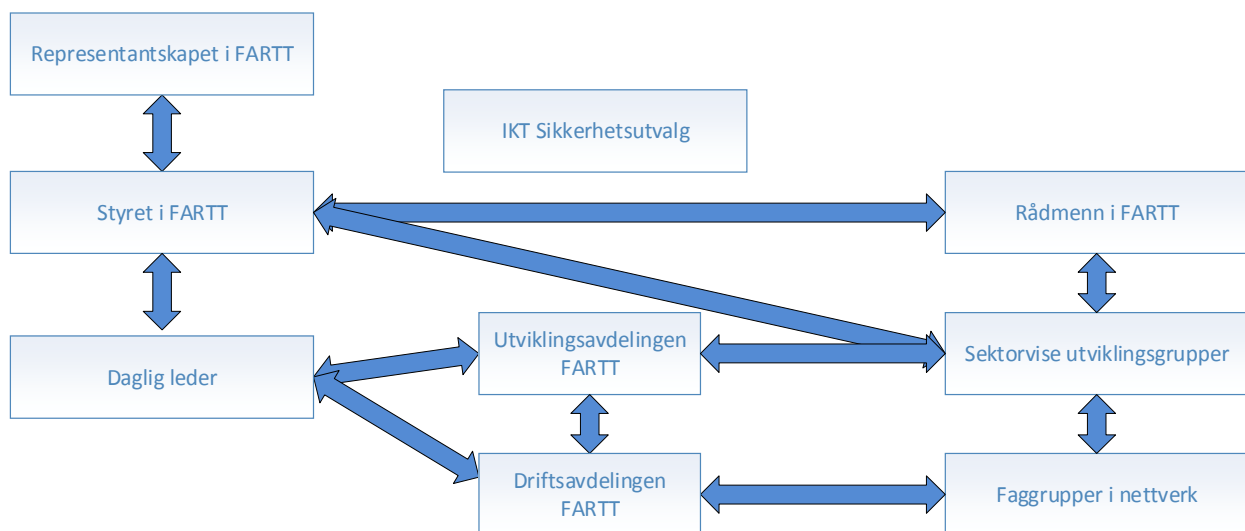 Representantskapet i FARTT
IKT Sikkerhetsutvalg
Styret i FARTT
Rådmenn i FARTT
Daglig leder
Utviklingsavdelingen
FARTT
Sektorvise utviklingsgrupper
Driftsavdelingen
FARTT
Faggrupper i nettverk